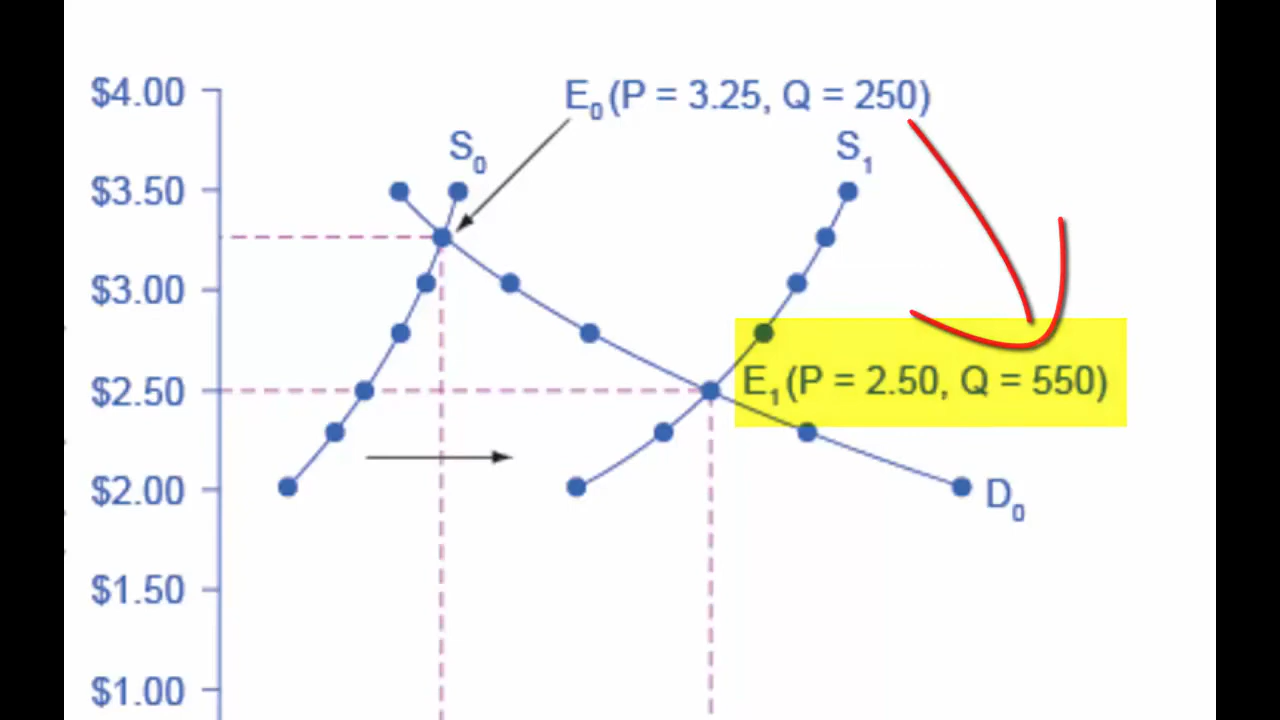 $4.00
E₀ (P = 3.25, Q = 250)
S₀
S₁
$3.50
$3.00
$2.50
E₁ (P = 2.50, Q = 550)
$2.00
D₀
$1.50
$1.00